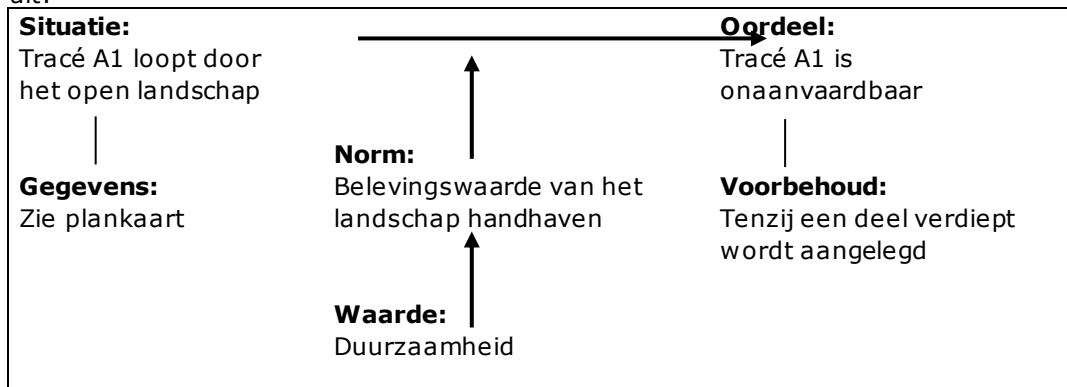 Situatie:
Tracé A1 loopt door
het open landschap
Oordeel:
Tracé A1 is
onaanvaardbaar
Gegevens:
Zie plankaart
Norm:
Belevingswaarde van het
landschap handhaven
Voorbehoud:
Tenzij een deel verdiept
wordt aangelegd
Waarde:
Duurzaamheid